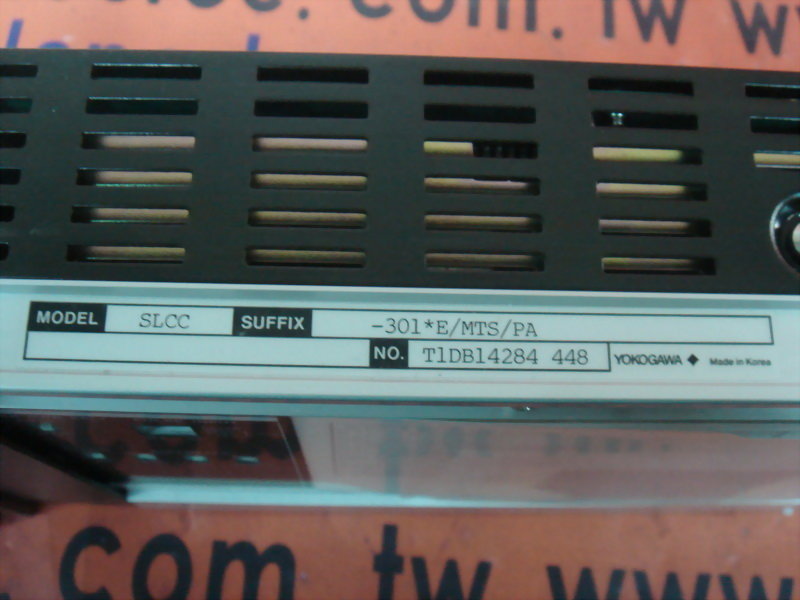 com.tw w
MODEL SLCC SUFFIX -301*E/MTS/PA
NO. T1DB14284 448 YOKOGAWA Made in Korea
com.tw www